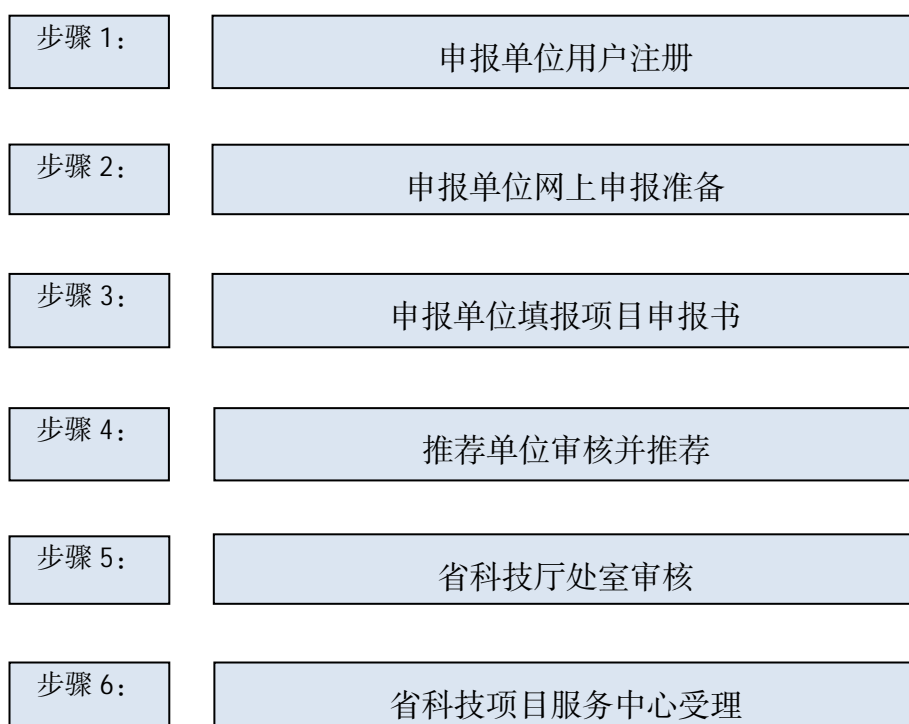 步骤 1： 申报单位用户注册
步骤 2： 申报单位网上申报准备
步骤 3： 申报单位填报项目申报书
步骤 4： 推荐单位审核并推荐
步骤 5： 省科技厅处室审核
步骤 6： 省科技项目服务中心受理